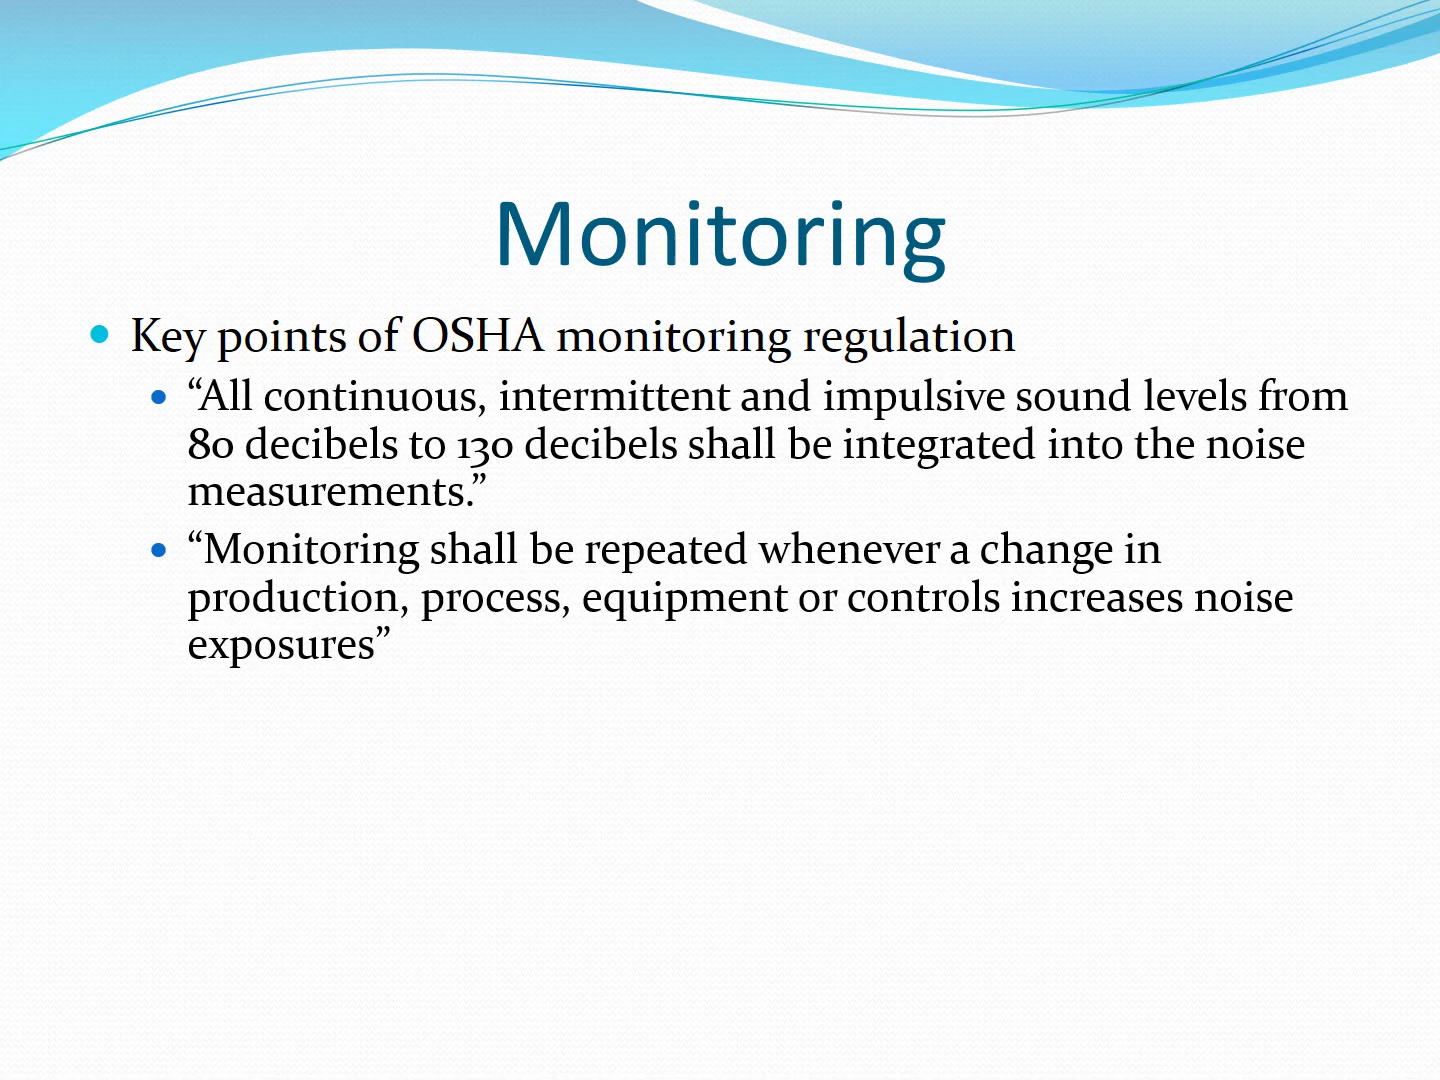 Monitoring
Key points of OSHA monitoring regulation
“All continuous, intermittent and impulsive sound levels from
80 decibels to 130 decibels shall be integrated into the noise
measurements.”
“Monitoring shall be repeated whenever a change in
production, process, equipment or controls increases noise
exposures”